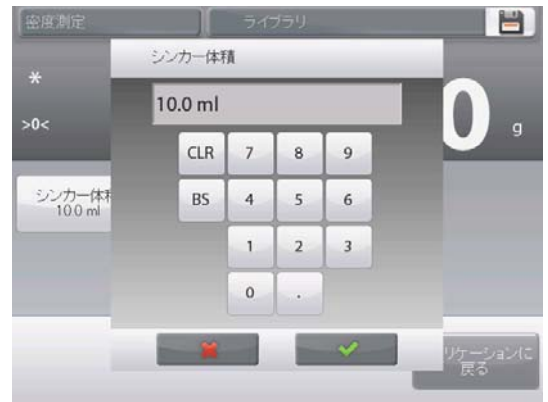 密度測定
ライブラリ
シンカー体積
*
10.0 ml
0
g
>0<
CLR 7 8 9
シンカー体積
10.0 ml
BS 4 5 6
1 2 3
0 .
リケーションに
戻る